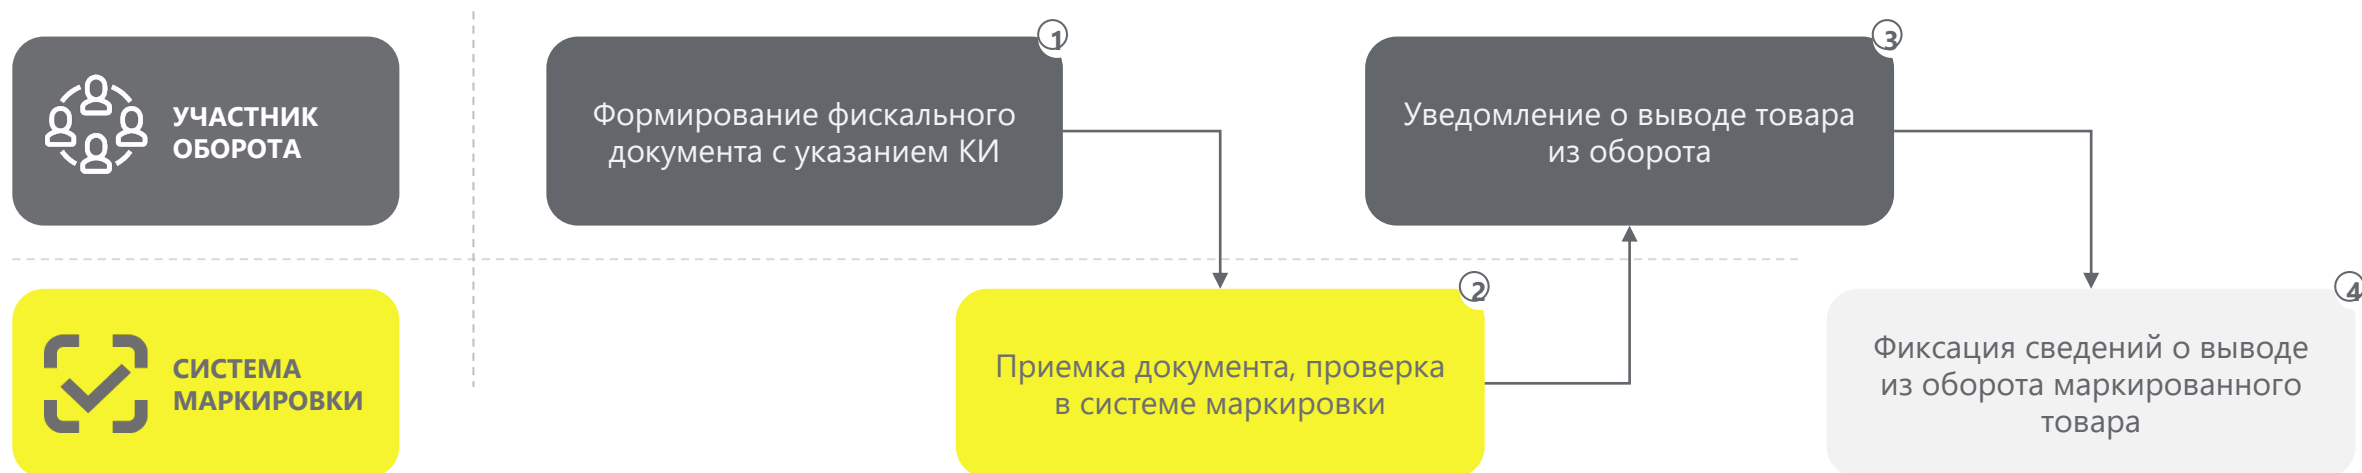 УЧАСТНИК
ОБОРОТА
1
Формирование фискального
документа с указанием КИ
3
Уведомление о выводе товара
из оборота
СИСТЕМА
МАРКИРОВКИ
2
Приемка документа, проверка
в системе маркировки
4
Фиксация сведений о выводе
из оборота маркированного
товара